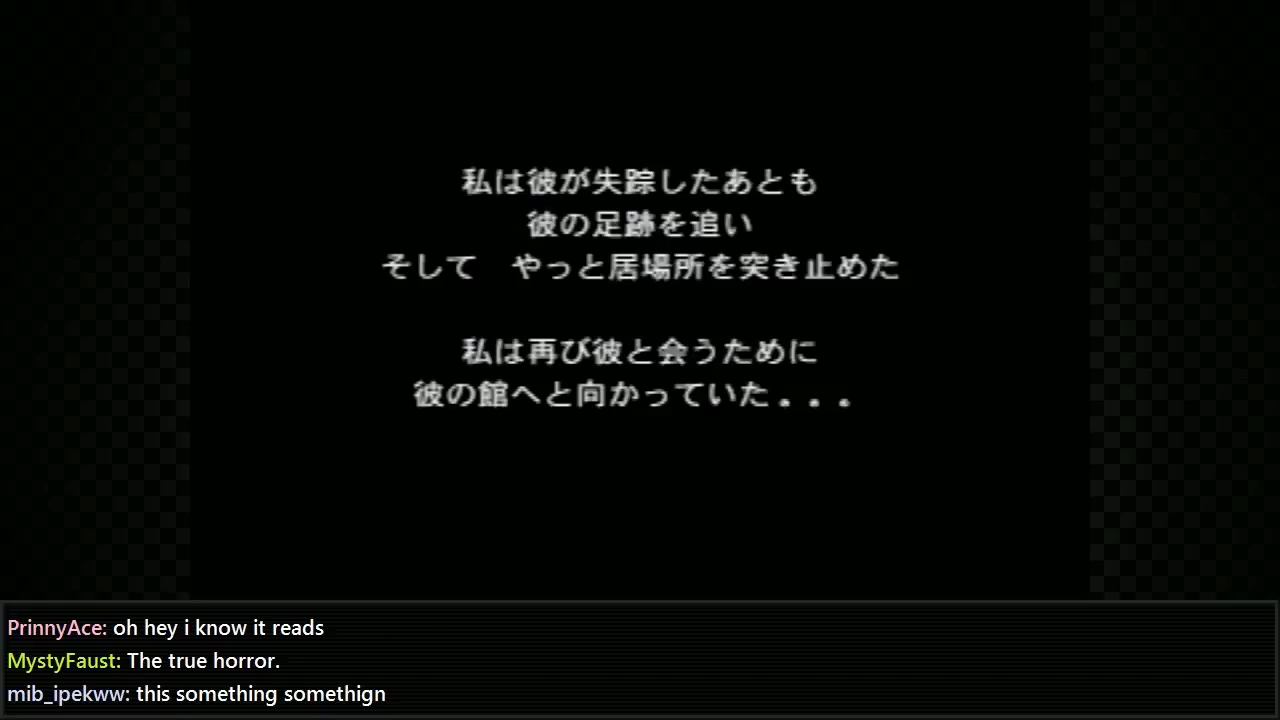 私は彼が失踪したあとも
彼の足跡を追い
そして　やっと居場所を突き止めた
私は再び彼と会うために
彼の館へと向かっていた．．．
PrinnyAce: oh hey i know it reads
MystyFaust: The true horror.
mib_ipekww: this something somethign